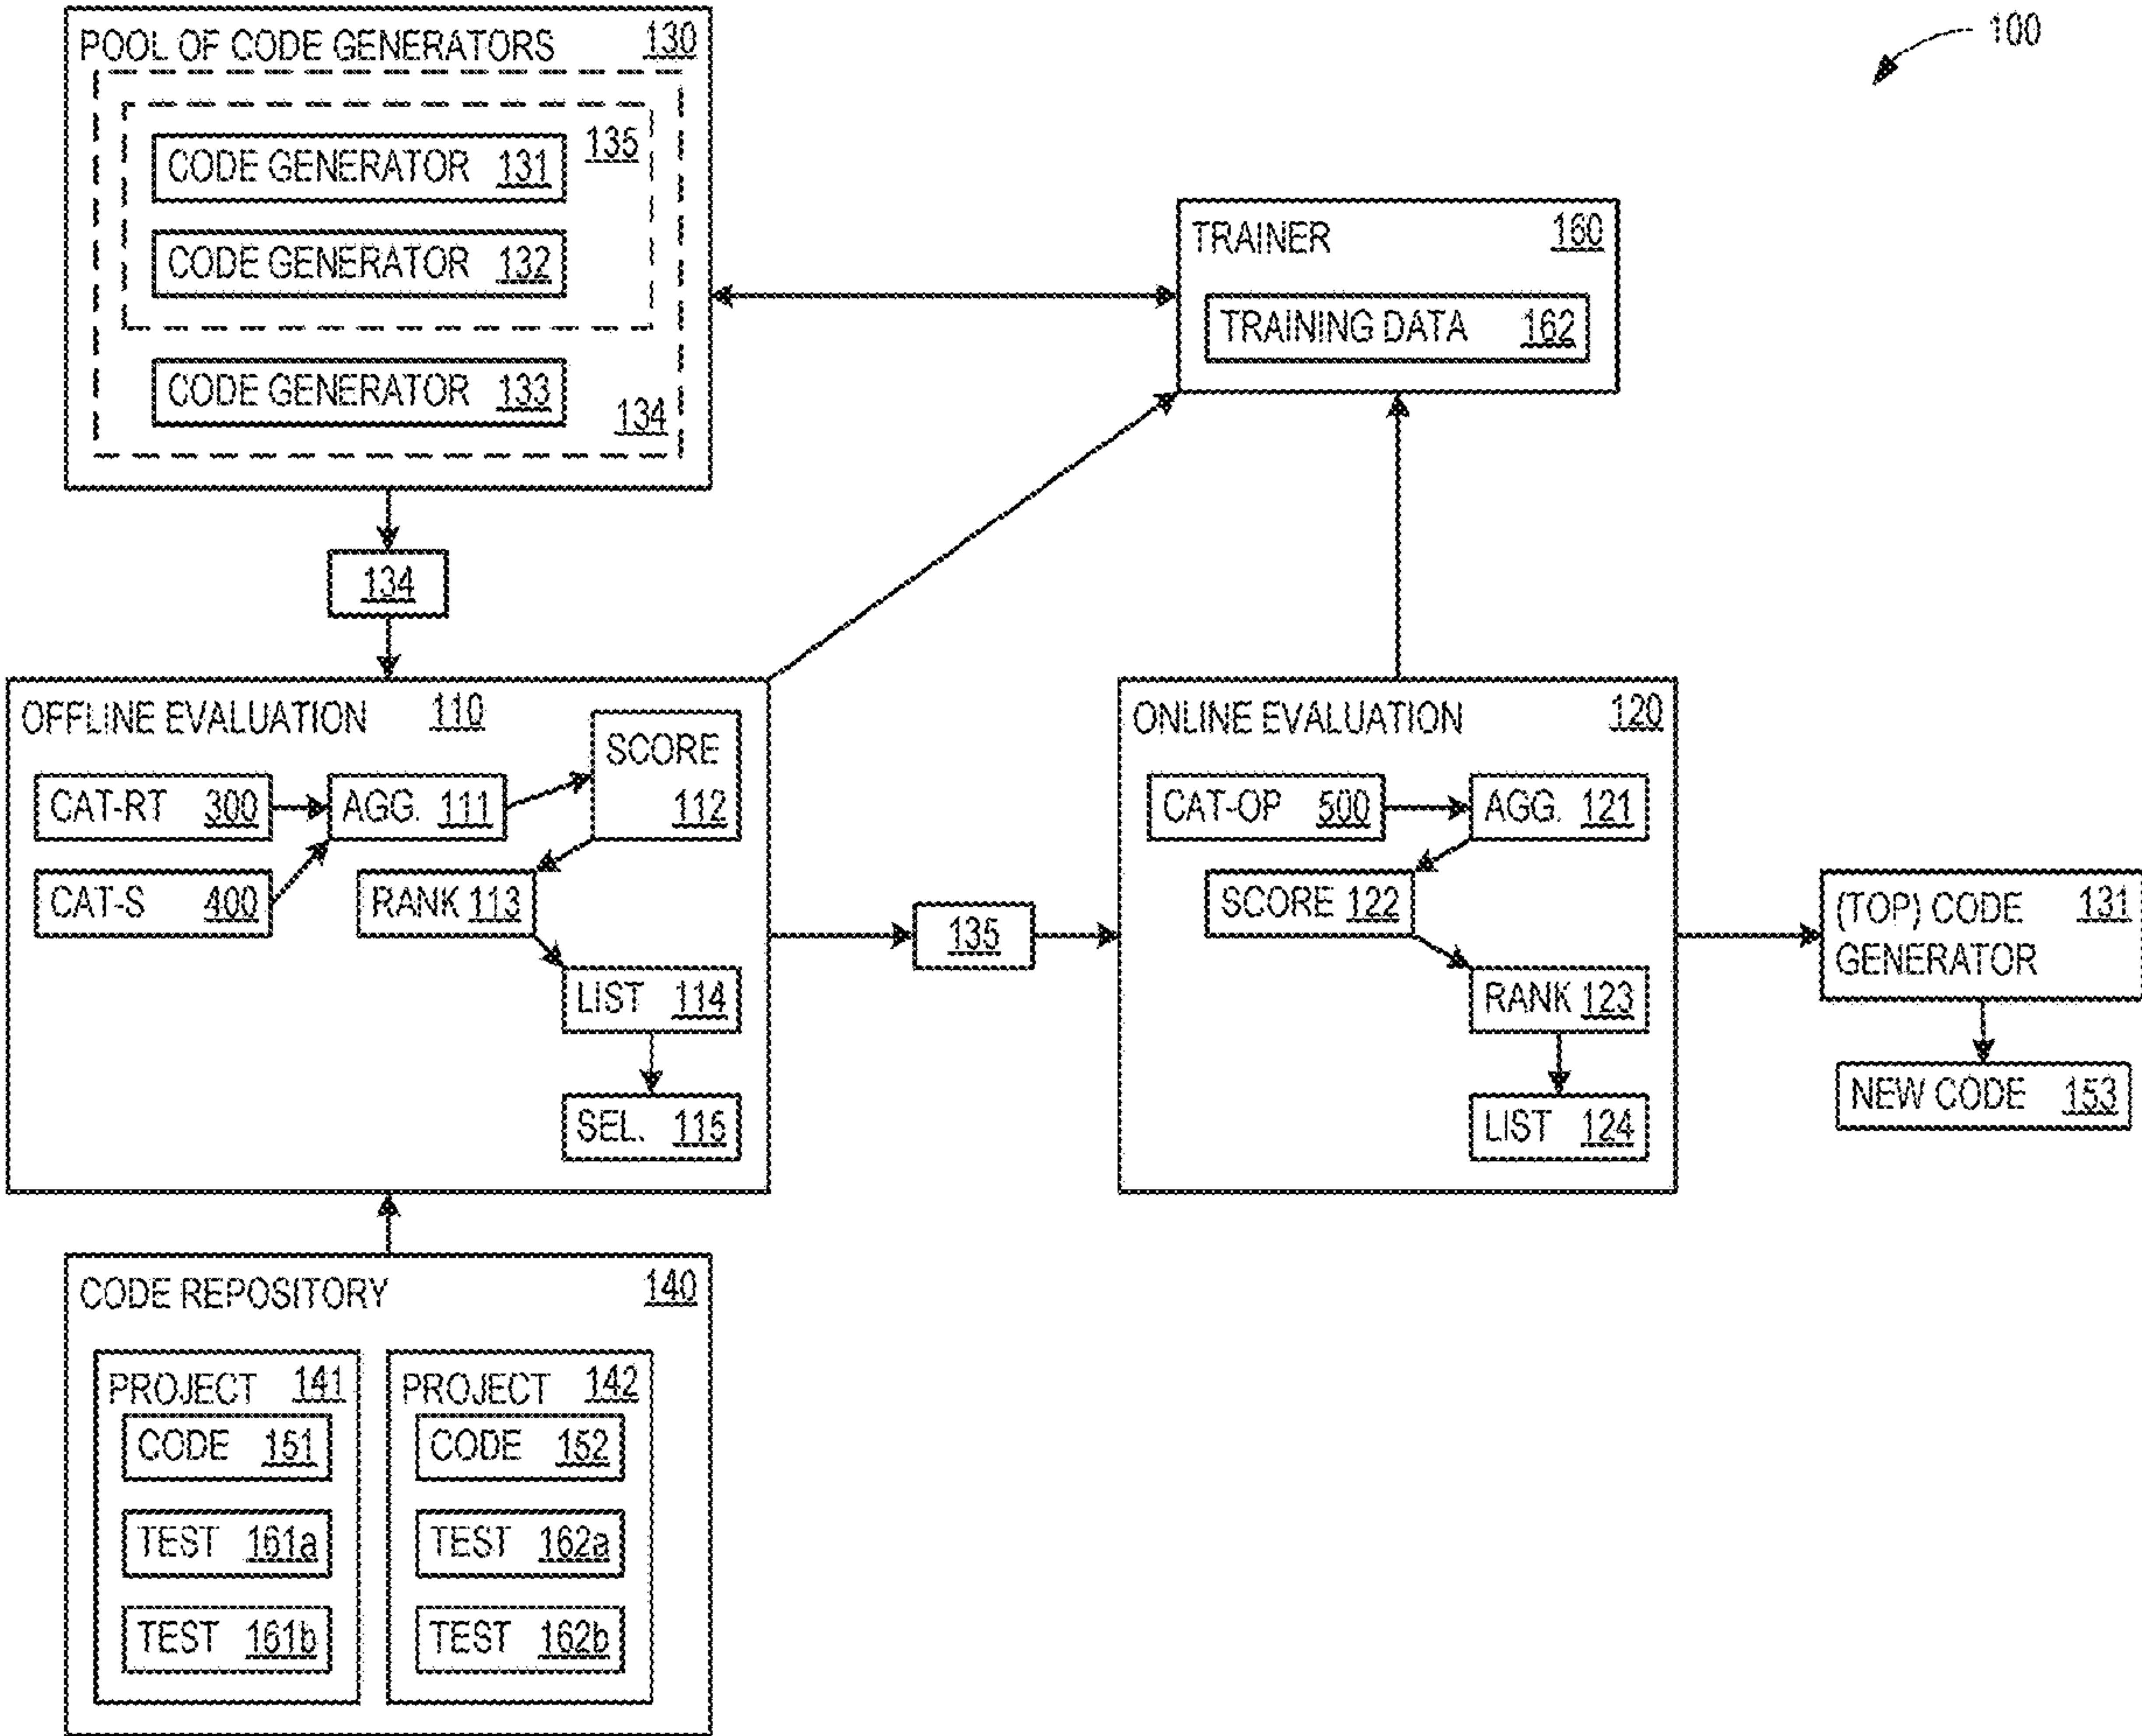 100
POOL OF CODE GENERATORS 130
135
CODE GENERATOR 131
CODE GENERATOR 132
CODE GENERATOR 133
134
TRAINER 160
TRAINING DATA 162
134
OFFLINE EVALUATION 110
SCORE
112
CAT-RT 300
AGG. 111
CAT-S 400
RANK 113
LIST 114
SEL. 115
135
ONLINE EVALUATION 120
CAT-OP 500
AGG. 121
SCORE 122
RANK 123
LIST 124
(TOP) CODE 131
GENERATOR
NEW CODE 153
CODE REPOSITORY 140
PROJECT 141
CODE 151
TEST 161a
TEST 161b
PROJECT 142
CODE 152
TEST 162a
TEST 162b